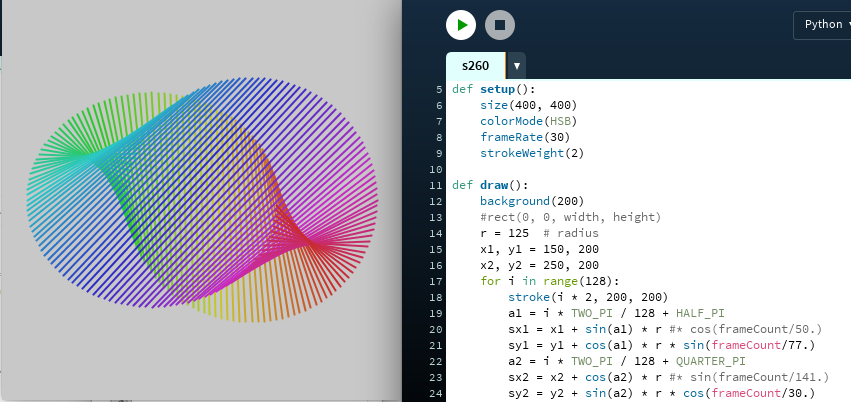 Python
s260
5 def setup():
6 size(400, 400)
7 colorMode(HSB)
8 frameRate(30)
9 strokeWeight(2)
10
11 def draw():
12 background(200)
13 #rect(0, 0, width, height)
14 r = 125  # radius
15 x1, y1 = 150, 200
16 x2, y2 = 250, 200
17 for i in range(128):
18 stroke(i * 2, 200, 200)
19 a1 = i * TWO_PI / 128 + HALF_PI
20 sx1 = x1 + sin(a1) * r #* cos(frameCount/50.)
21 sy1 = y1 + cos(a1) * r * sin(frameCount/77.)
22 a2 = i * TWO_PI / 128 + QUARTER_PI
23 sx2 = x2 + cos(a2) * r #* sin(frameCount/141.)
24 sy2 = y2 + sin(a2) * r * cos(frameCount/30.)